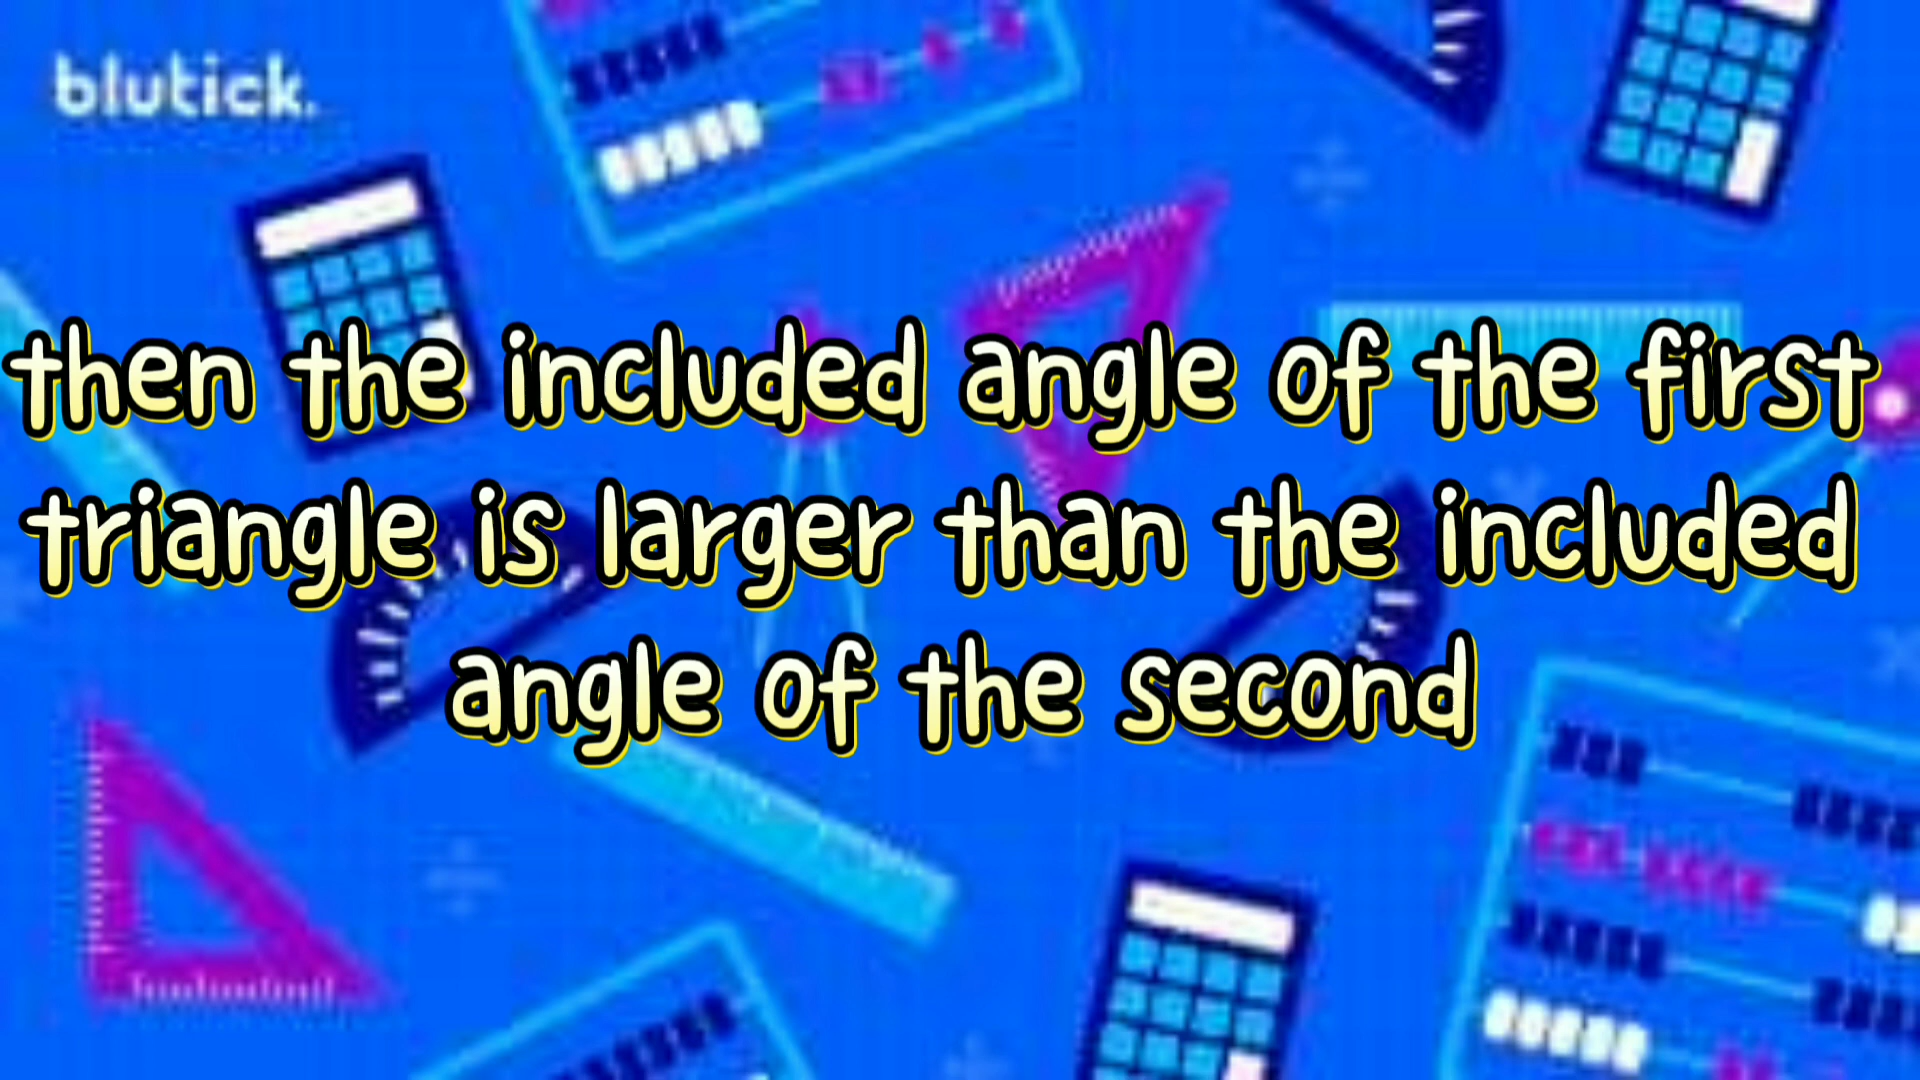 blutick.
then the included angle of the first
triangle is larger than the included
angle of the second